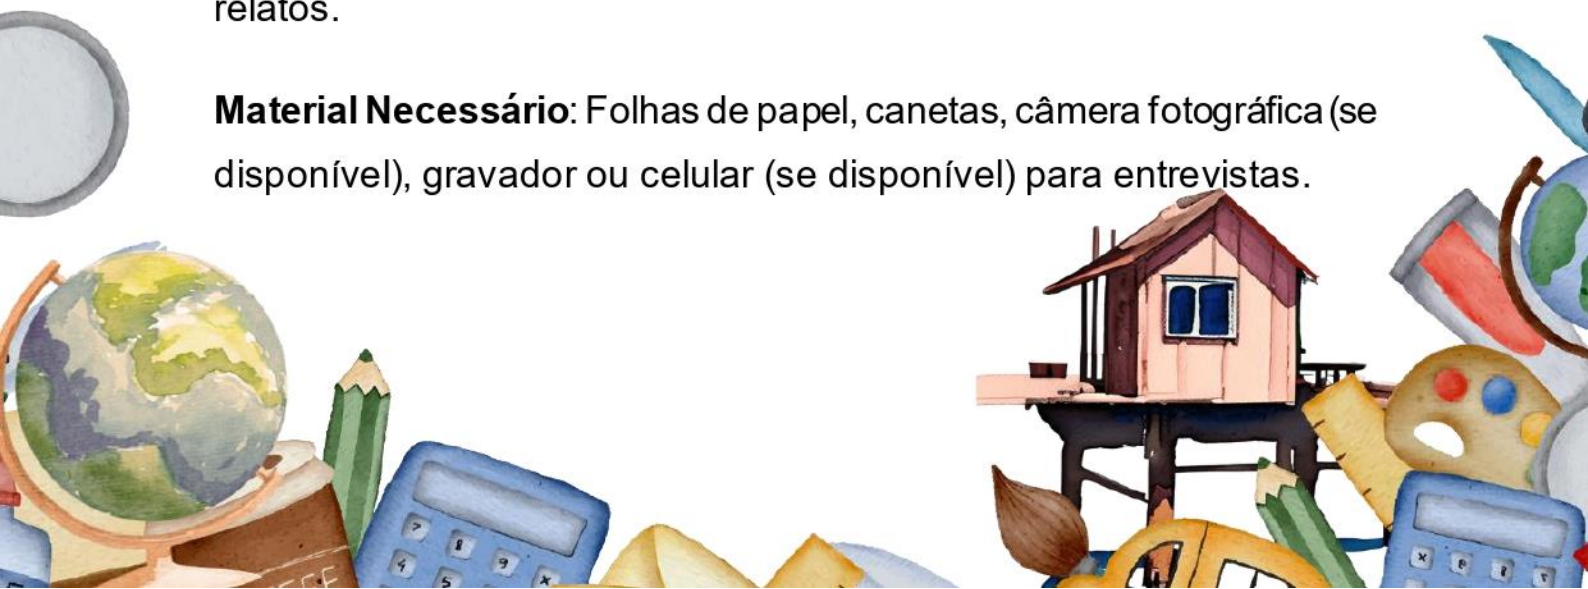 relatos.
Material Necessário: Folhas de papel, canetas, câmera fotográfica (se
disponível), gravador ou celular (se disponível) para entrevistas.